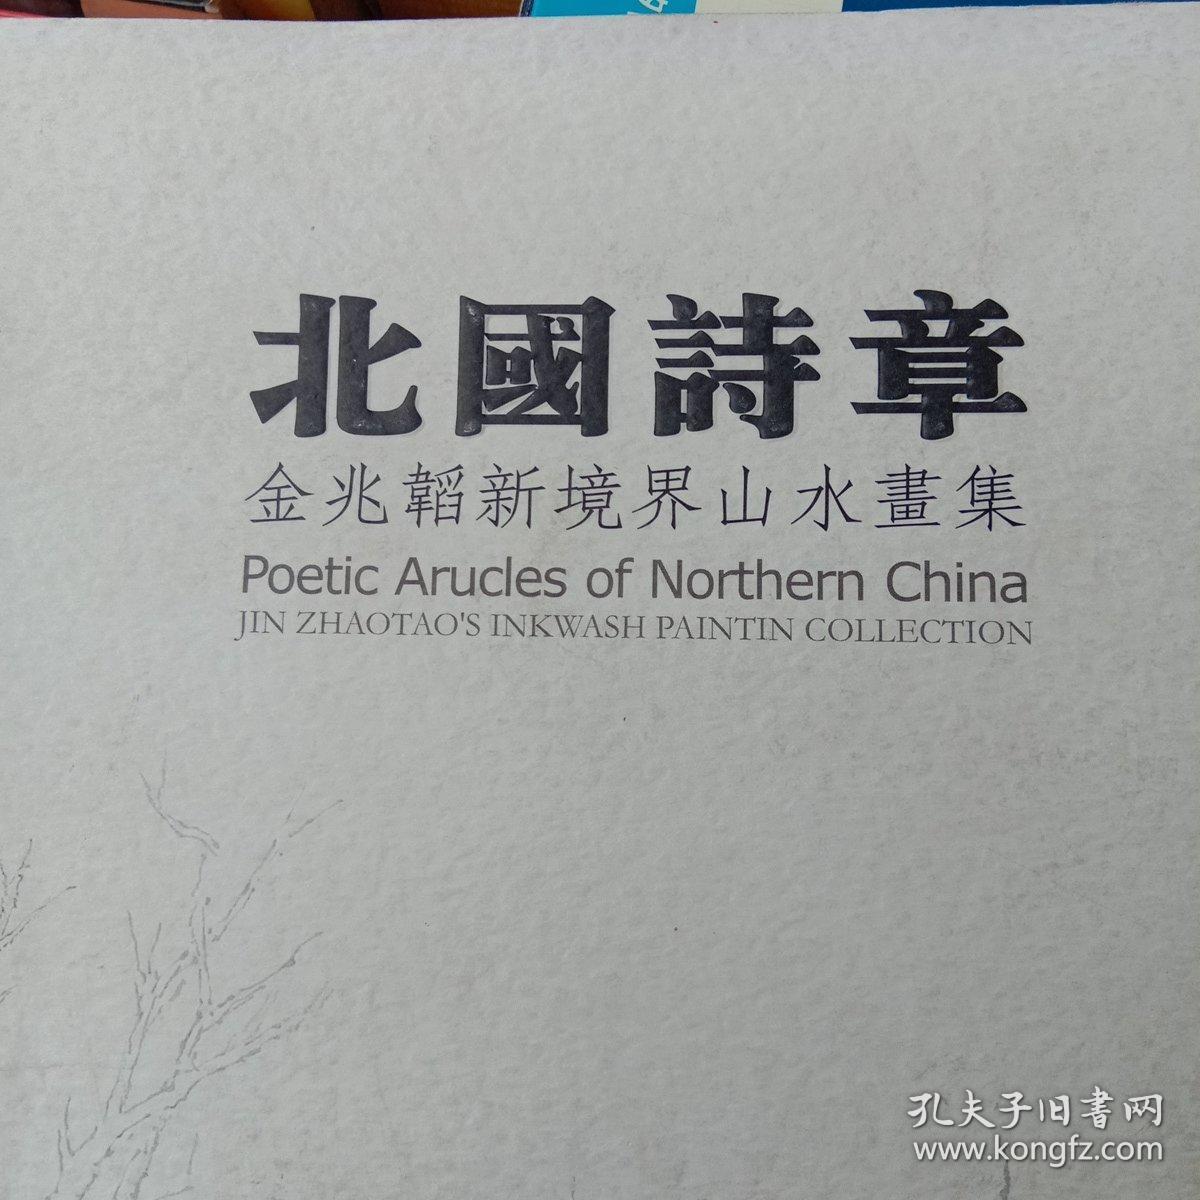 北國詩章
金兆韜新境界山水畫集
Poetic Arucles of Northern China
JIN ZHAOTAO'S INKWASH PAINTIN COLLECTION
孔夫子旧書网
www.kongfz.com